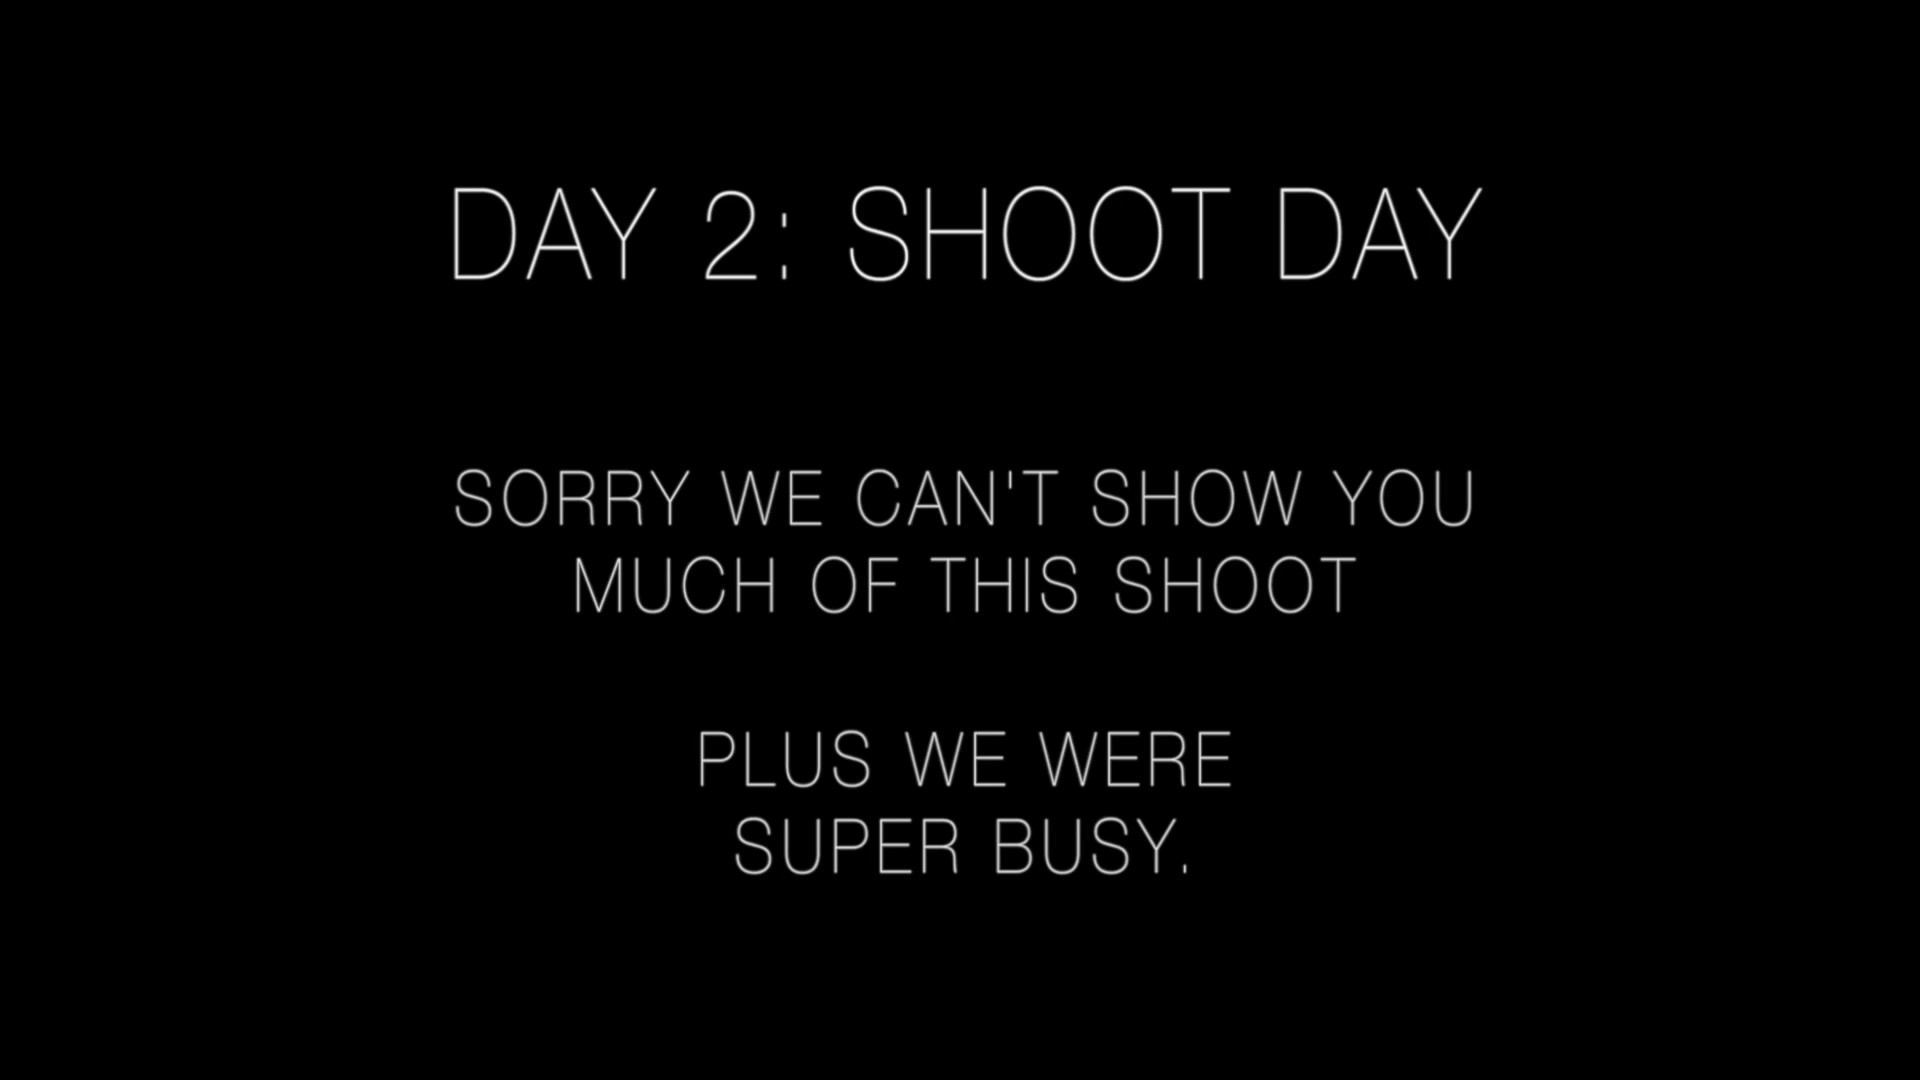 DAY 2: SHOOT DAY
SORRY WE CAN'T SHOW YOU
MUCH OF THIS SHOOT
PLUS WE WERE
SUPER BUSY.